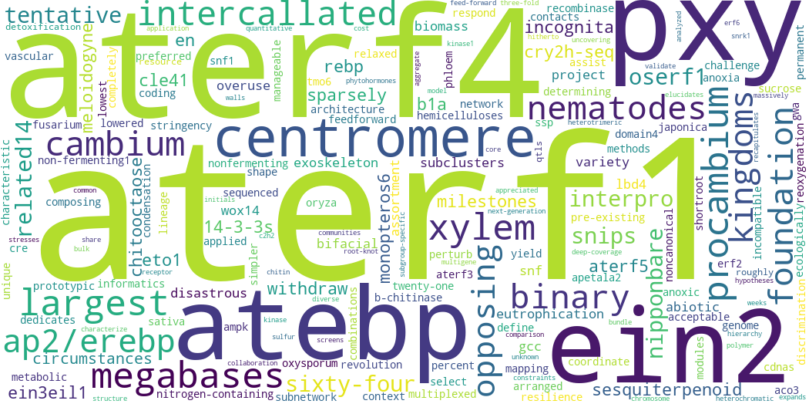 feed-forward
application
quantitative
cost
tentative
intercallated
respond
recombinase
pxy
analyzed
erf6
three-fold
aterf4
contacts
snrk1
hitherto
detoxification
resource
preferred
en
biomass
incognita
uncovering
kinase1
validate
vascular
completely
manageable
snf1
relaxed
cry2h-seq
model
assist
challenge
meloidogyne
cle41
rebp
phloem
project
anoxia
permanent
lowest
tmo6
phytohormones
aggregate
oserf1
sucrose
coding
overuse
walls
sparsely
b1a
network
determining
fusarium
lowered
architecture
feedforward
hemicelluloses
nematodes
elucidates
heterotrimeric
massively
gwa
characteristic
related14
stringency
centromere
ssp
domain4
japonica
cambium
core
qtls
methods
procambium
kingdoms
foundation
recapitulates
reoxygenation
non-fermenting1
nonfermenting
exoskeleton
subclusters
variety
common
composing
chitooctaose
condensation
shape
aterf1
lbd4
shortroot
incompatible
ecologically
initials
sequenced
oryza
assortment
monopteros6
milestones
interpro
appreciated
next-generation
wox14
lineage
14-3-3s
bifacial
xylem
pre-existing
snips
noncanonical
stresses
share
bulk
cre
applied
communities
czn2
subgroup-specific
perturb
yield
snf
deep-coverage
eto1
simpler
root-knot
chitin
multigene
aterf3
aterf5
apetala2
erf2
roughly
hypotheses
unique
prototypic
informatics
withdraw
twenty-one
opposing
nipponbare
anoxic
abiotic
largest
disastrous
atebp
b-chitinase
binary
eutrophication
acceptable
dedicates
sativa
receptor
diverse
define
genome
weeks
discrimination
ap2/erebp
characterize
ampk
kinase
combinations
revolution
comparison
gcc
mapping
hierarchy
circumstances
sulfur
screens
percent
unknown
coordinate
modules
polymer
cdnas
metabolic
megabases
sixty-four
select
multiplexed
constraints
arranged
bundle
ein2
sesquiterpenoid
ein3eil1
oxysporum
subnetwork
context
resilience
aco3
collaboration
nitrogen-containing
structure
chromosome
heterochromatic
expands